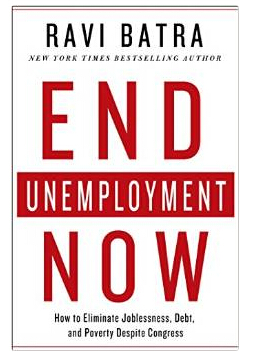 RAVI BATRA
NEW YORK TIMES BESTSELLING AUTHOR
END
UNEMPLOYMENT
NOW
How to Eliminate Joblessness, Debt,
and Poverty Despite Congress